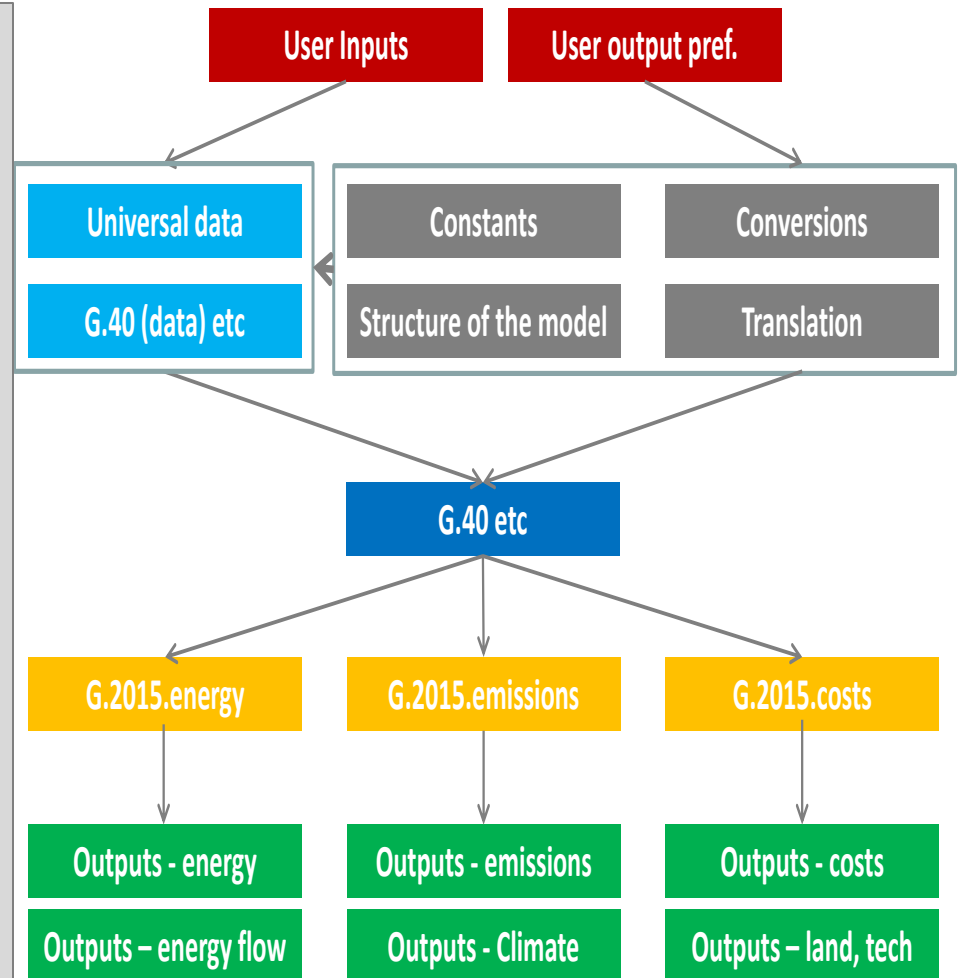 User Inputs
User output pref.
Universal data
Constants
Conversions
G.40 (data) etc
Structure of the model
Translation
G.40 etc
G.2015.energy
G.2015.emissions
G.2015.costs
Outputs - energy
Outputs - emissions
Outputs - costs
Outputs – energy flow
Outputs - Climate
Outputs – land, tech